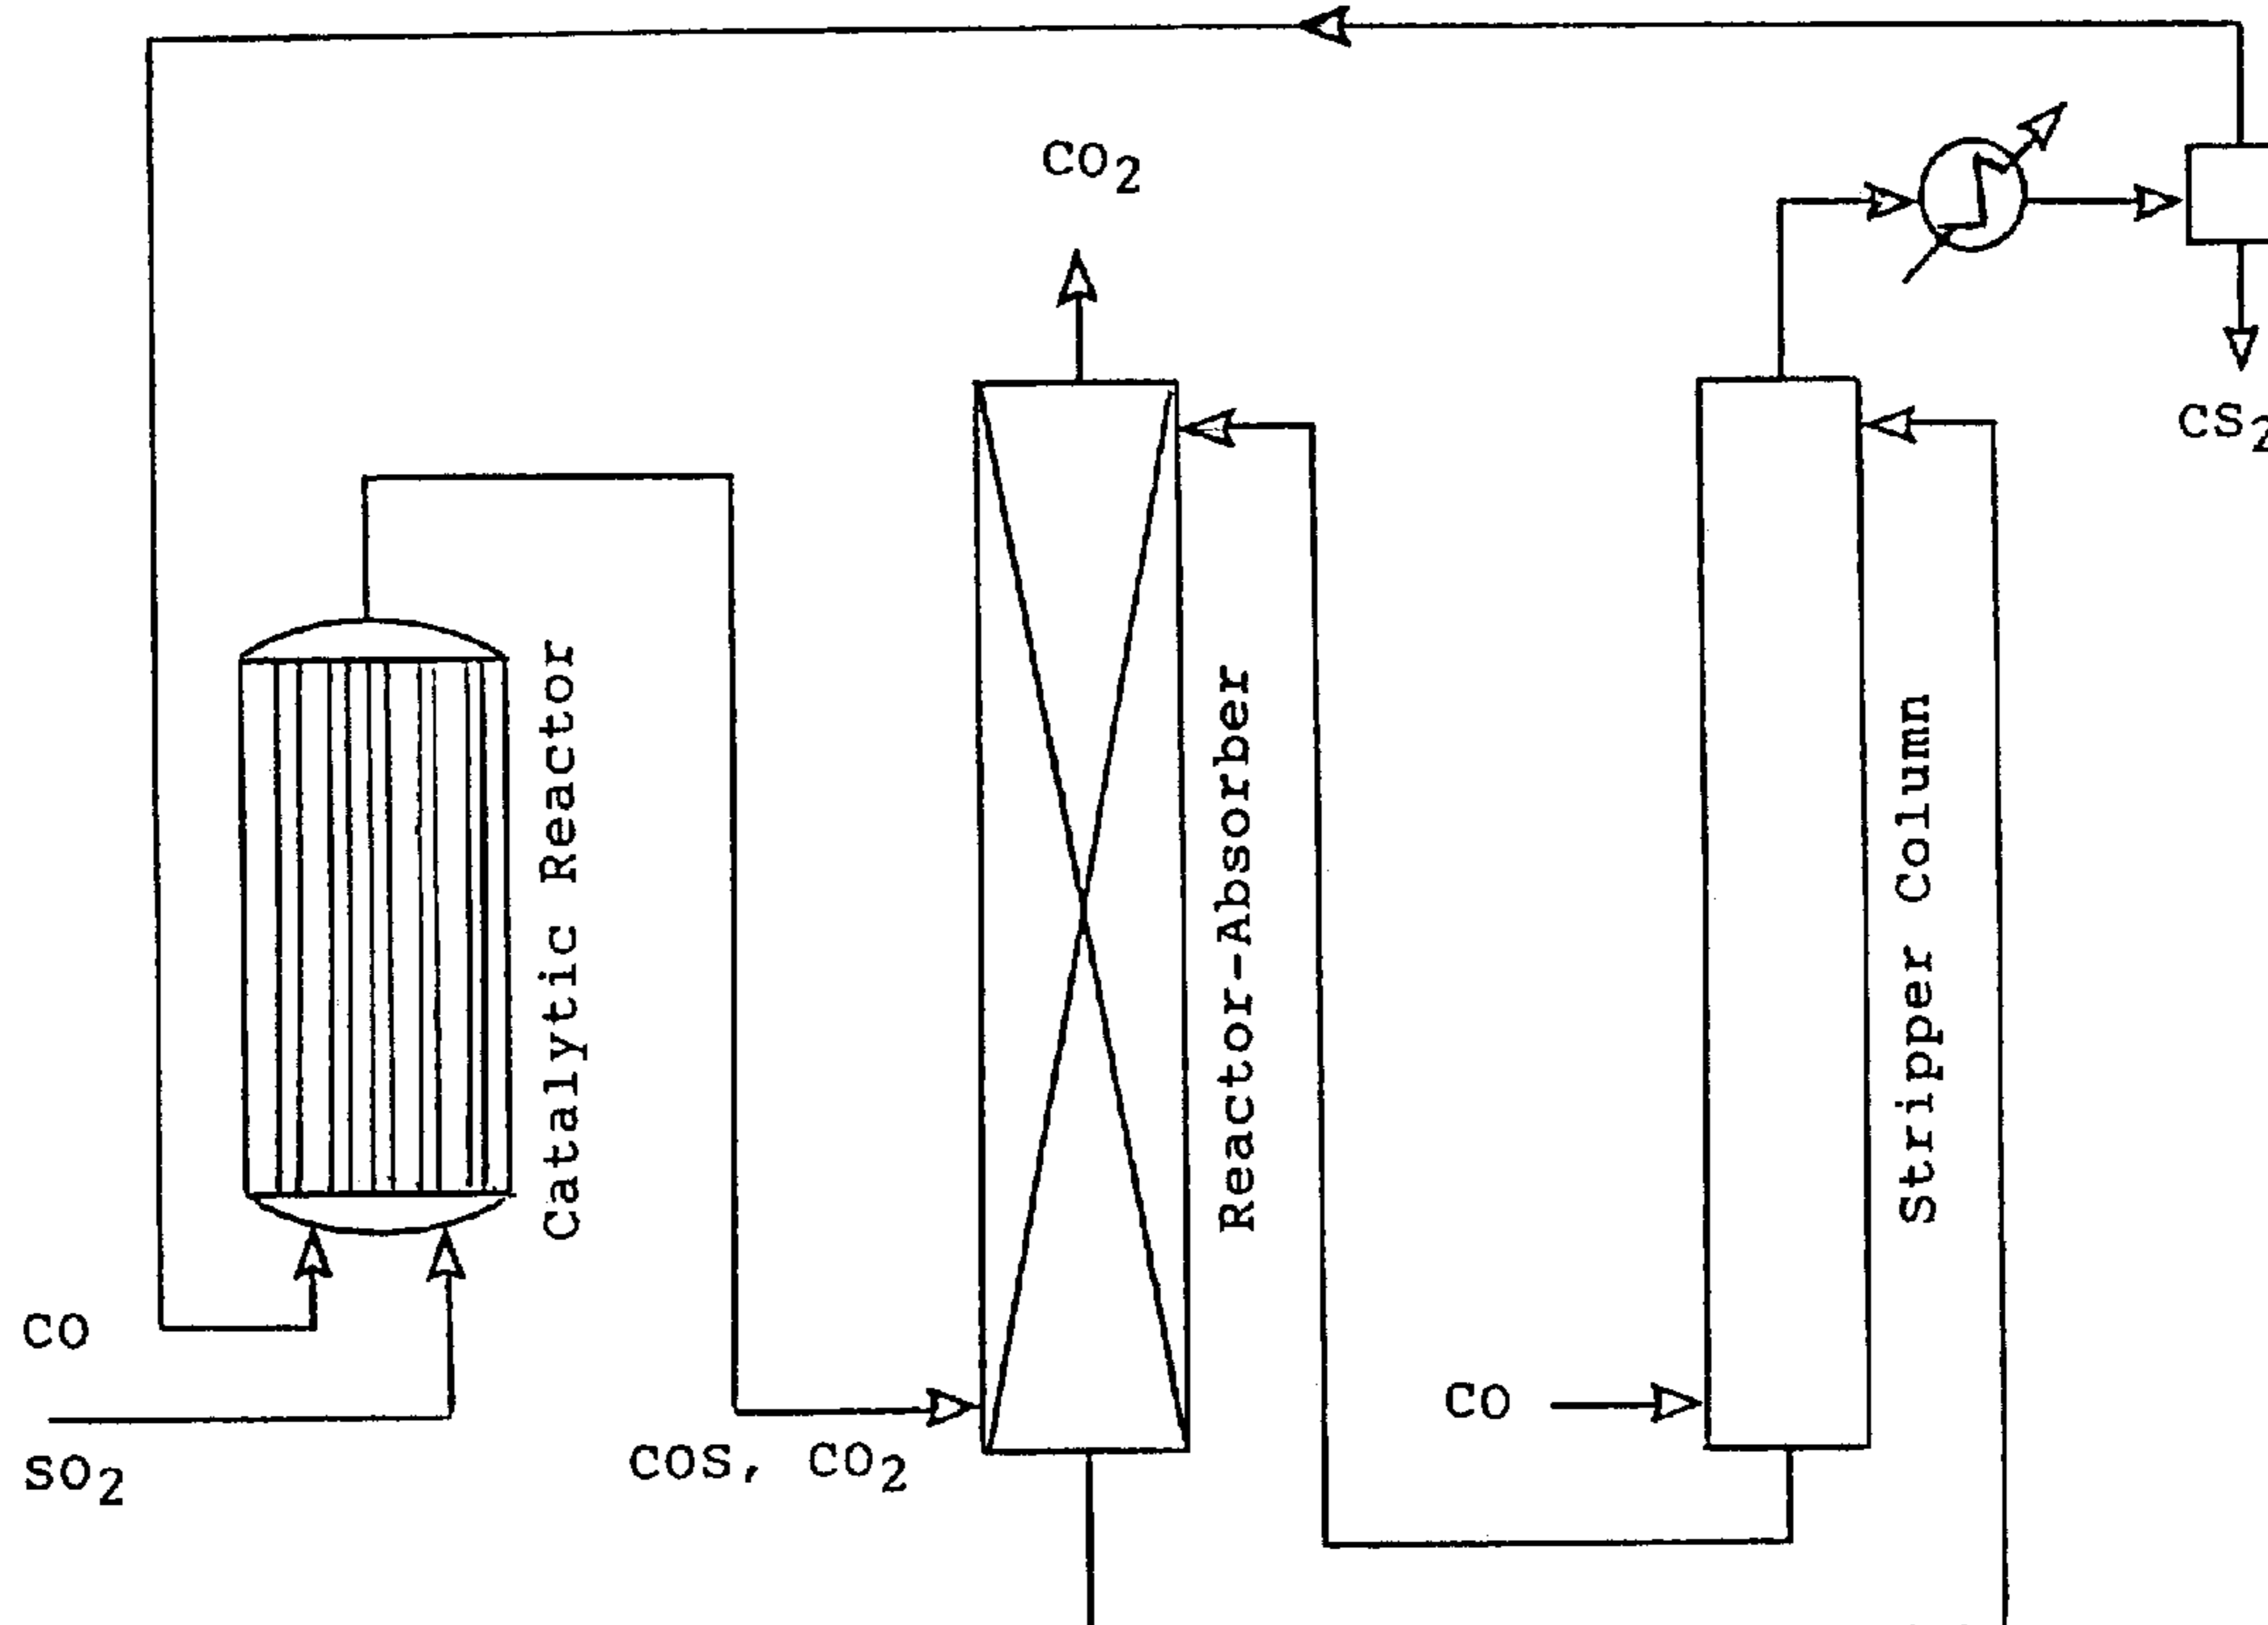 CO₂
CS₂
Catalytic Reactor
Reactor-Absorber
Stripper Column
CO
CO
COS, CO₂
SO₂